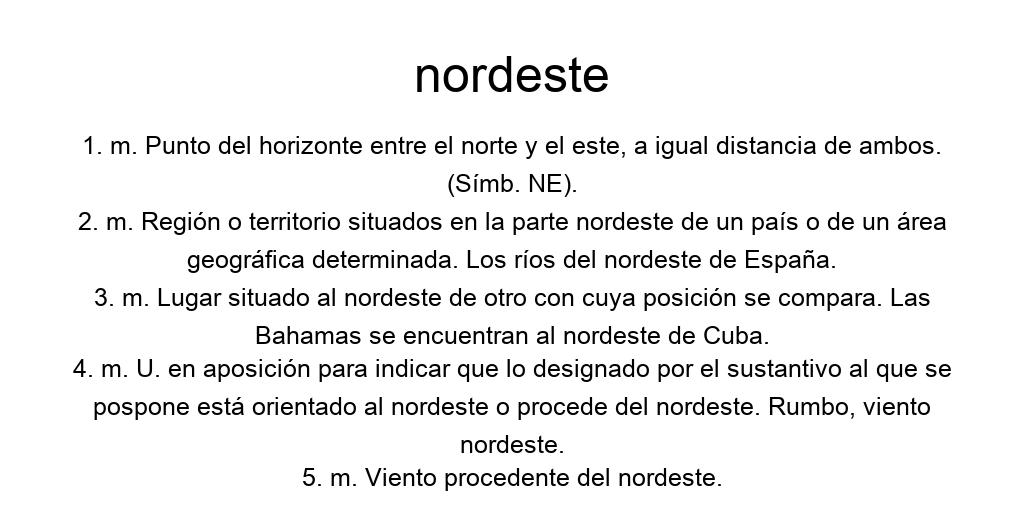 nordeste
1. m. Punto del horizonte entre el norte y el este, a igual distancia de ambos.
(Símb. NE).
2. m. Región o territorio situados en la parte nordeste de un país o de un área
geográfica determinada. Los ríos del nordeste de España.
3. m. Lugar situado al nordeste de otro con cuya posición se compara. Las
Bahamas se encuentran al nordeste de Cuba.
4. m. U. en aposición para indicar que lo designado por el sustantivo al que se
pospone está orientado al nordeste o procede del nordeste. Rumbo, viento
nordeste.
5. m. Viento procedente del nordeste.